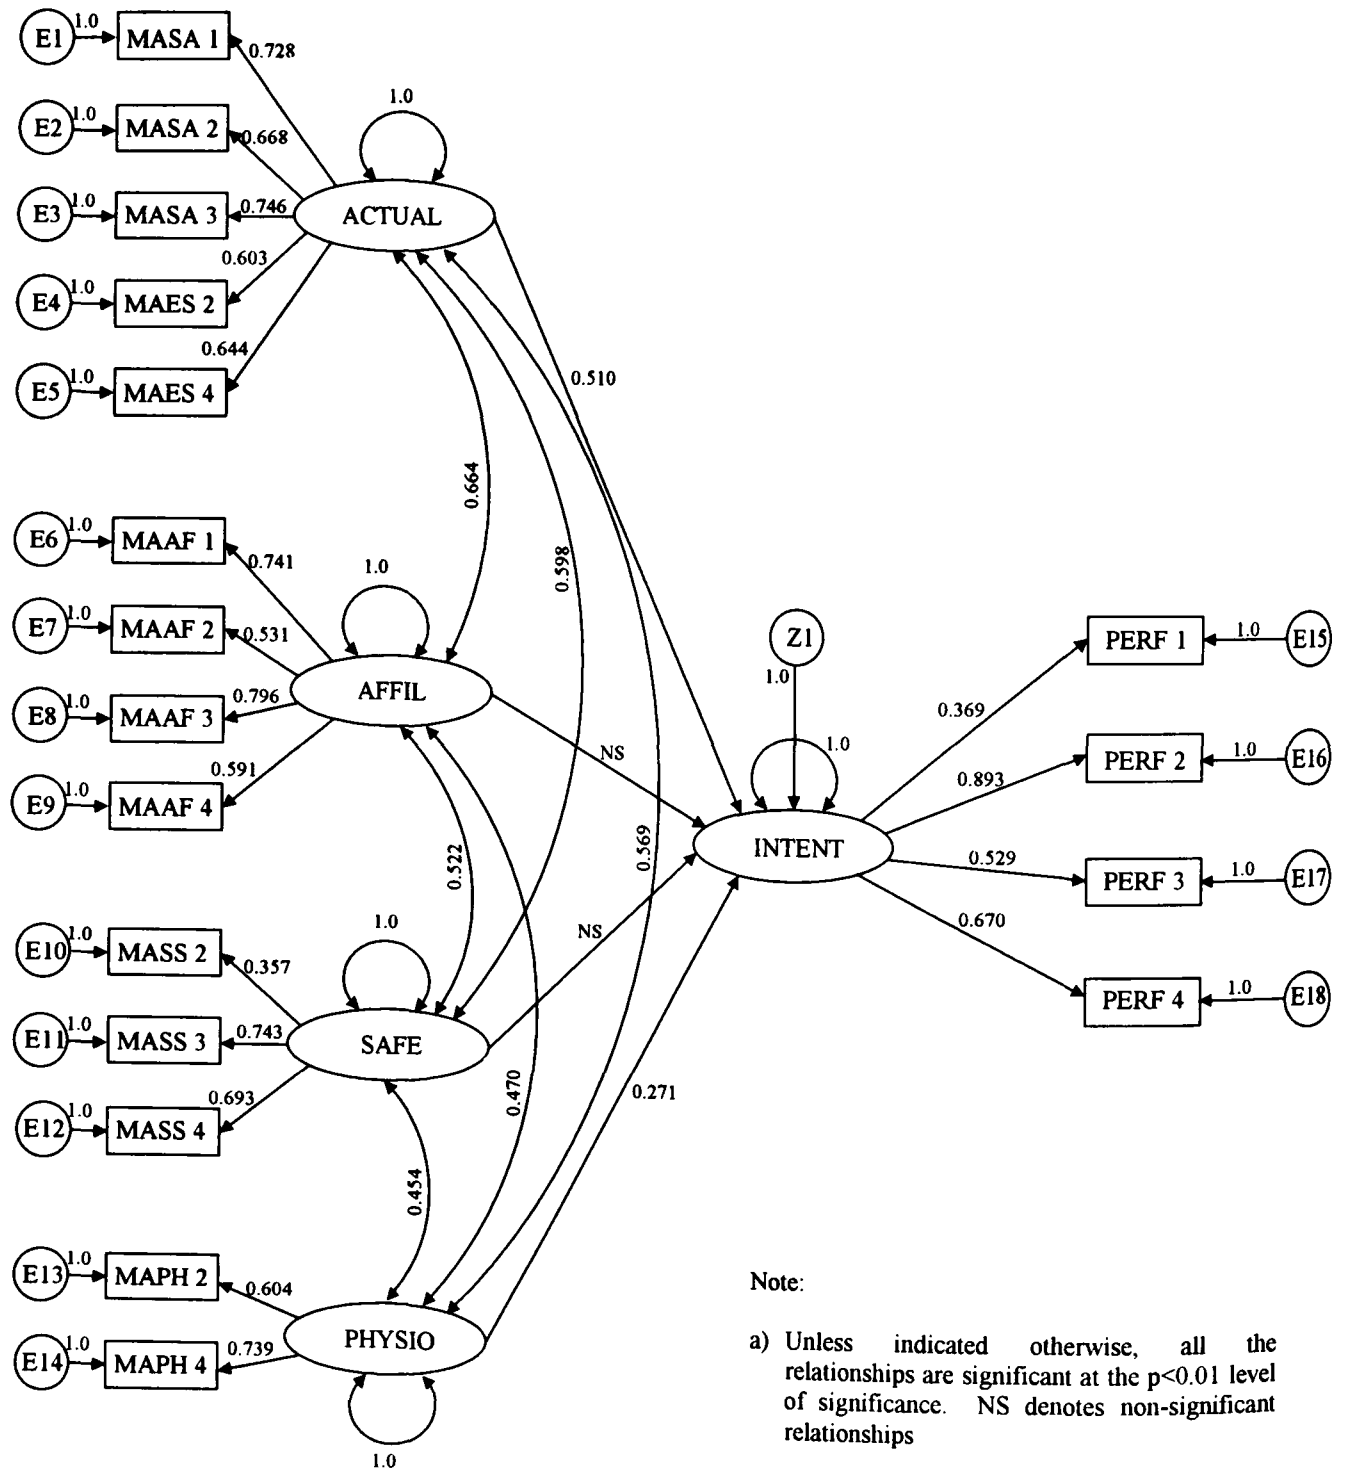 E1 1.0 MASA 1 0.728
E2 1.0 MASA 2 0.668
E3 1.0 MASA 3 0.746
E4 1.0 MAES 2 0.603
E5 1.0 MAES 4 0.644
1.0
ACTUAL
0.510
0.664
0.598
0.569
E6 1.0 MAAF 1 0.741
E7 1.0 MAAF 2 0.531
E8 1.0 MAAF 3 0.796
E9 1.0 MAAF 4 0.591
1.0
AFFIL
NS
0.522
0.470
E10 1.0 MASS 2 0.357
E11 1.0 MASS 3 0.743
E12 1.0 MASS 4 0.693
1.0
SAFE
NS
0.454
E13 1.0 MAPH 2 0.604
E14 1.0 MAPH 4 0.739
PHYSIO
1.0
0.271
Z1
1.0
1.0
INTENT
0.369 PERF 1 1.0 E15
0.893 PERF 2 1.0 E16
0.529 PERF 3 1.0 E17
0.670 PERF 4 1.0 E18
Note:
a) Unless indicated otherwise, all the
relationships are significant at the p<0.01 level
of significance. NS denotes non-significant
relationships